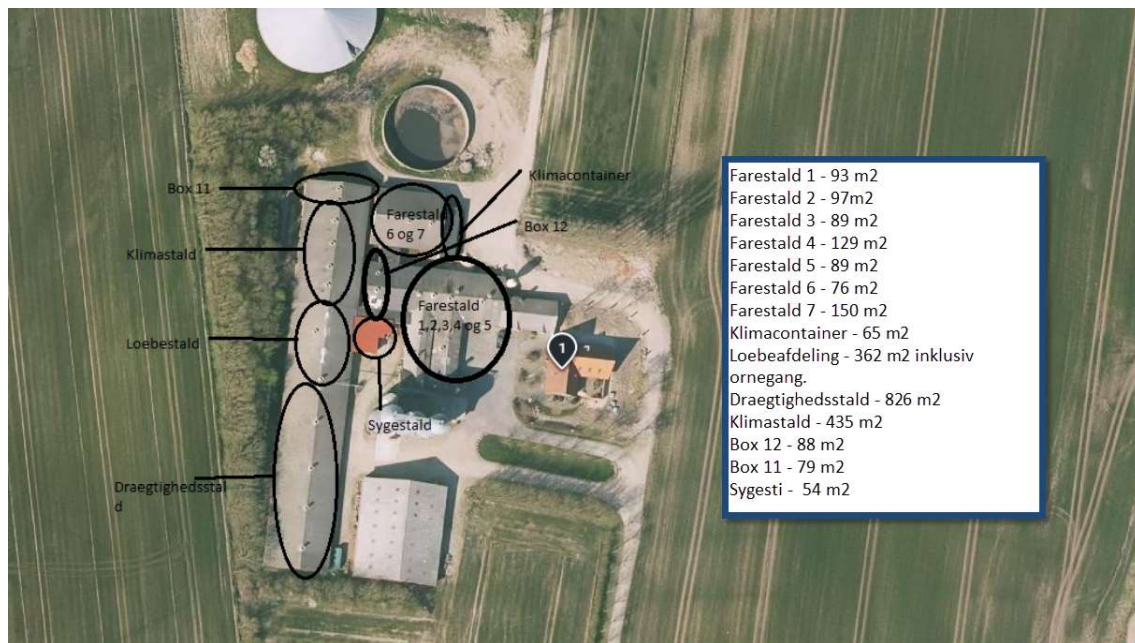 Box 11
Klimastald
Loebestald
Draegtighedsstal
d
Farestald
6 og 7
Klimacontainer
Box 12
Farestald
1,2,3,4 og 5
Sygestald
1
Farestald 1 - 93 m2
Farestald 2 - 97m2
Farestald 3 - 89 m2
Farestald 4 - 129 m2
Farestald 5 - 89 m2
Farestald 6 - 76 m2
Farestald 7 - 150 m2
Klimacontainer - 65 m2
Loebeafdeling - 362 m2 inklusiv
ornegang.
Draegtighedsstald - 826 m2
Klimastald - 435 m2
Box 12 - 88 m2
Box 11 - 79 m2
Sygesti -  54 m2